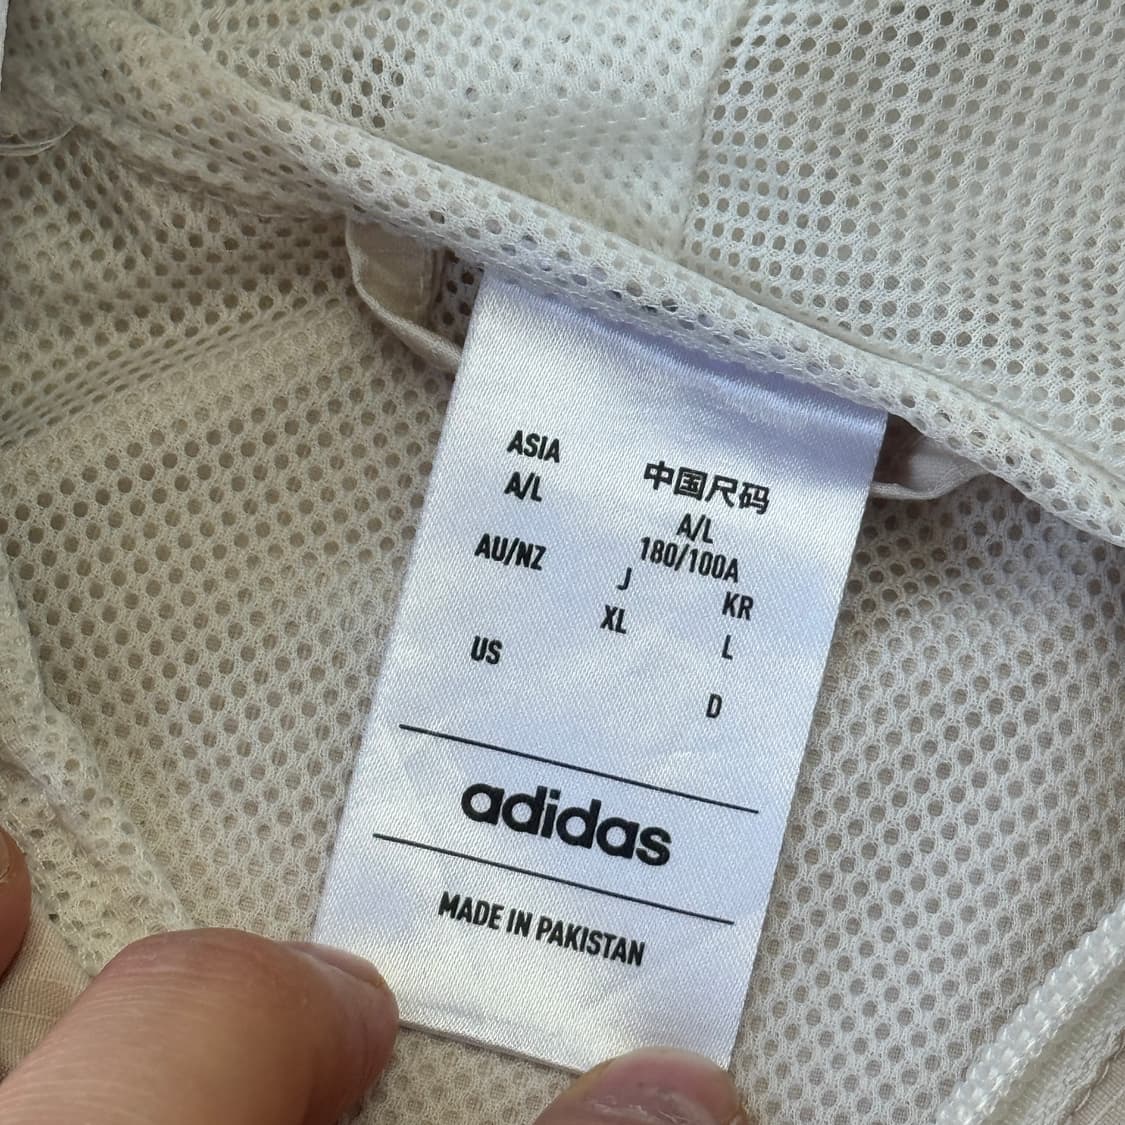 ASIA
A/L
中国尺码
A/L
180/100A
AU/NZ
J
XL
KR
L
US
D
adidas
MADE IN PAKISTAN